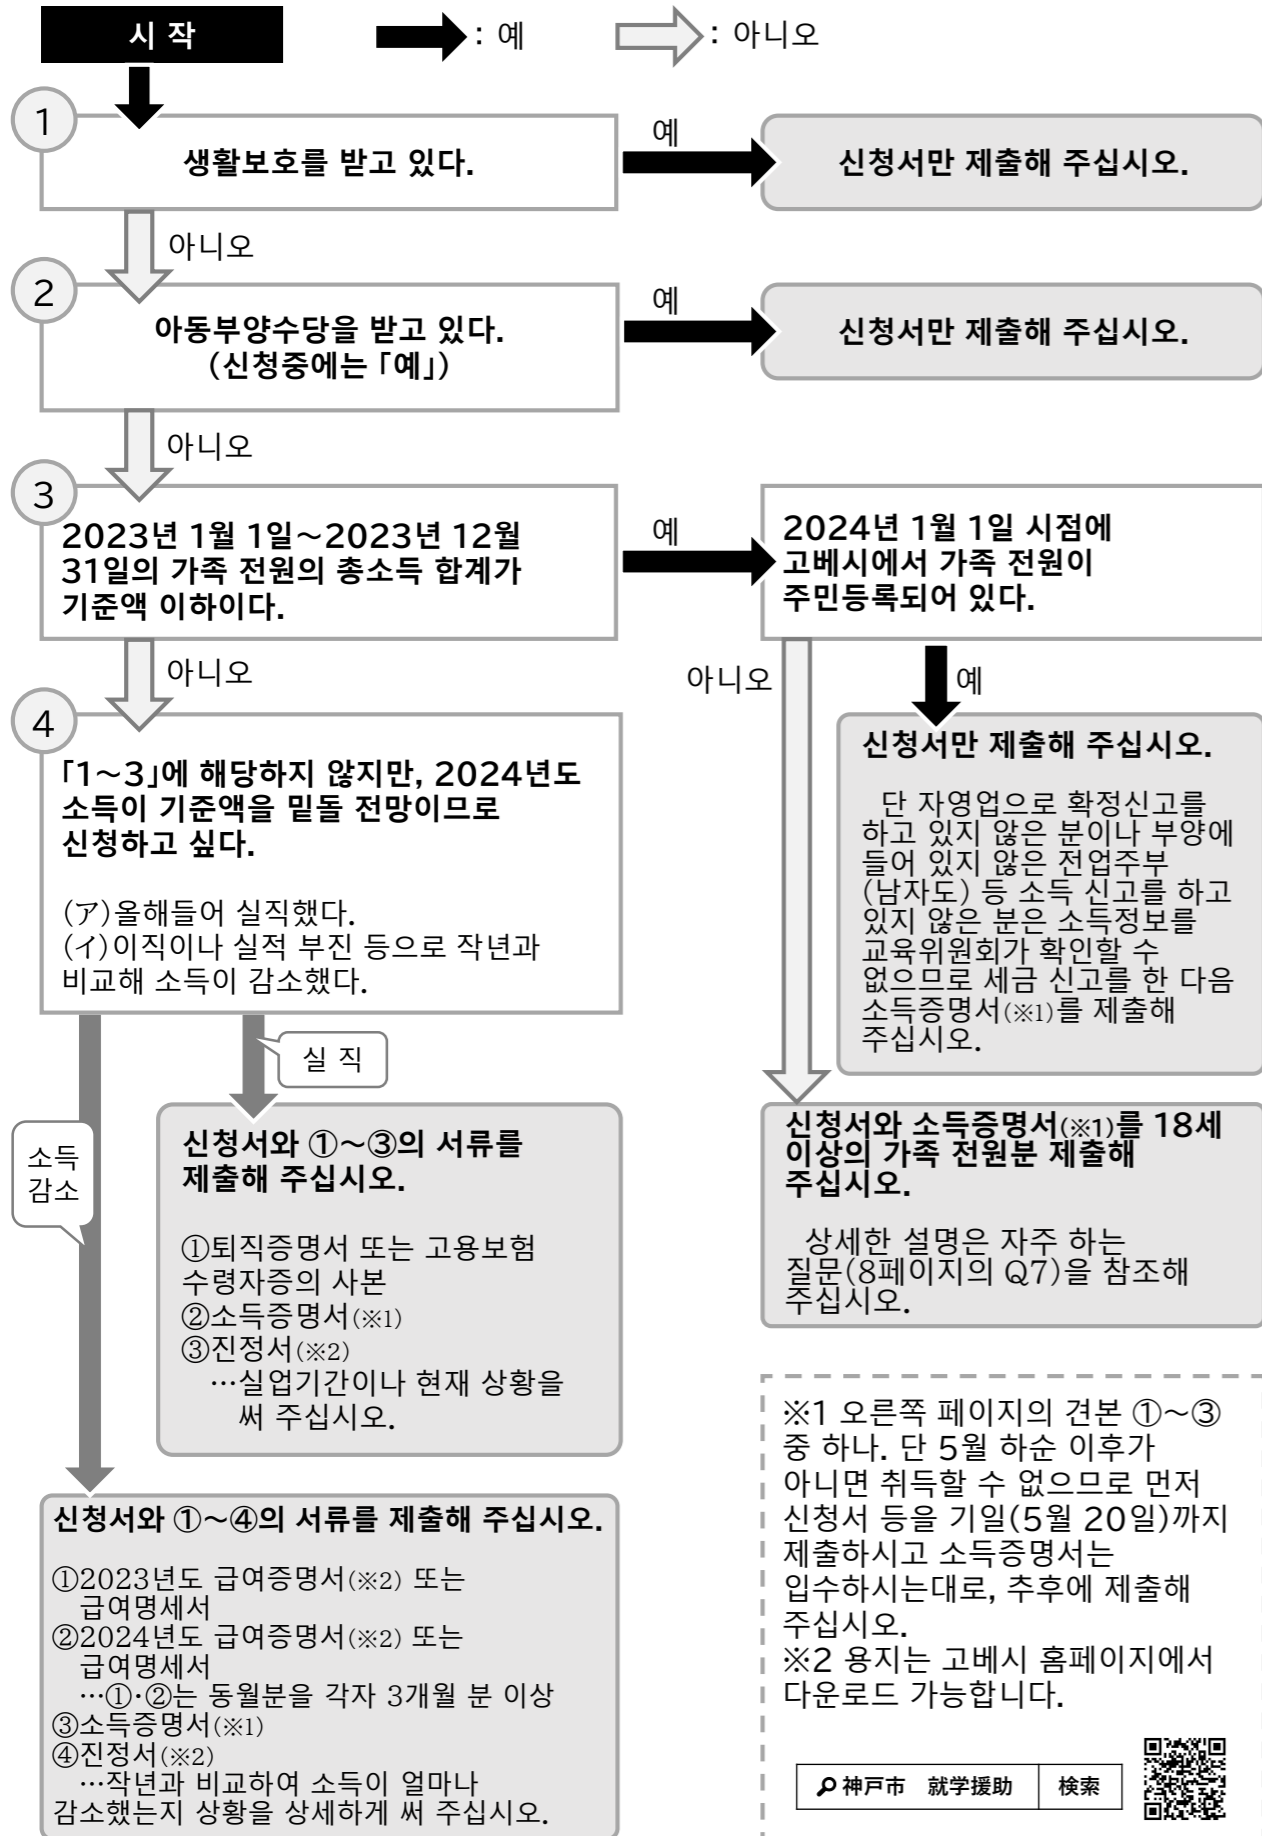 시 작
: 예
: 아니오
1
생활보호를 받고 있다.
예
신청서만 제출해 주십시오.
아니오
2
아동부양수당을 받고 있다.
(신청중에는 「예」)
예
신청서만 제출해 주십시오.
아니오
3
2023년 1월 1일～2023년 12월
31일의 가족 전원의 총소득 합계가
기준액 이하이다.
예
2024년 1월 1일 시점에
고베시에서 가족 전원이
주민등록되어 있다.
아니오
아니오
예
4
「1～3」에 해당하지 않지만, 2024년도
소득이 기준액을 밑돌 전망이므로
신청하고 싶다.
(ア)올해들어 실직했다.
(イ)이직이나 실적 부진 등으로 작년과
비교해 소득이 감소했다.
신청서만 제출해 주십시오.
단 자영업으로 확정신고를
하고 있지 않은 분이나 부양에
들어 있지 않은 전업주부
(남자도) 등 소득 신고를 하고
있지 않은 분은 소득정보를
교육위원회가 확인할 수
없으므로 세금 신고를 한 다음
소득증명서(※1)를 제출해
주십시오.
실 직
소득
감소
신청서와 ①～③의 서류를
제출해 주십시오.
①퇴직증명서 또는 고용보험
수령자증의 사본
②소득증명서(※1)
③진정서(※2)
…실업기간이나 현재 상황을
써 주십시오.
신청서와 소득증명서(※1)를 18세
이상의 가족 전원분 제출해
주십시오.
상세한 설명은 자주 하는
질문(8페이지의 Q7)을 참조해
주십시오.
신청서와 ①～④의 서류를 제출해 주십시오.
①2023년도 급여증명서(※2) 또는
급여명세서
②2024년도 급여증명서(※2) 또는
급여명세서
…①·②는 동월분을 각자 3개월 분 이상
③소득증명서(※1)
④진정서(※2)
…작년과 비교하여 소득이 얼마나
감소했는지 상황을 상세하게 써 주십시오.
※1 오른쪽 페이지의 견본 ①～③
중 하나. 단 5월 하순 이후가
아니면 취득할 수 없으므로 먼저
신청서 등을 기일(5월 20일)까지
제출하시고 소득증명서는
입수하시는대로, 추후에 제출해
주십시오.
※2 용지는 고베시 홈페이지에서
다운로드 가능합니다.
神戸市　就学援助　検索